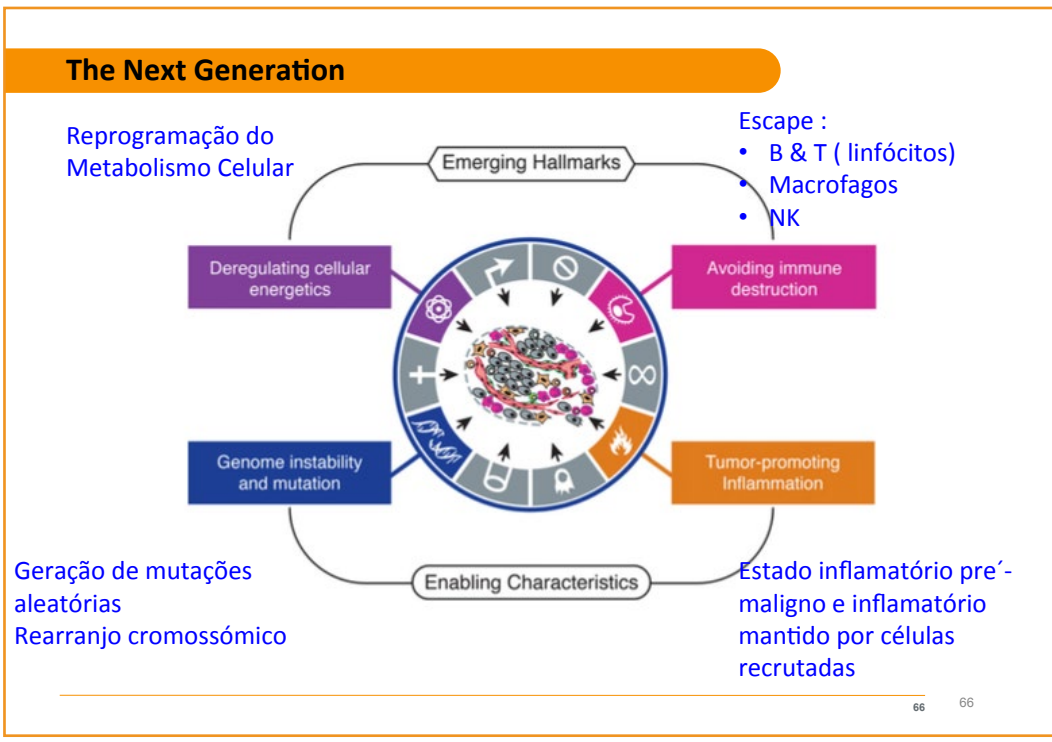 The Next Generation
Reprogramação do
Metabolismo Celular
Escape :
• B & T ( linfócitos)
• Macrofagos
• NK
Emerging Hallmarks
Deregulating cellular
energetics
Avoiding immune
destruction
Genome instability
and mutation
Tumor-promoting
Inflammation
Enabling Characteristics
Geração de mutações
aleatórias
Rearranjo cromossómico
Estado inflamatório pre´-
maligno e inflamatório
mantido por células
recrutadas
66
66